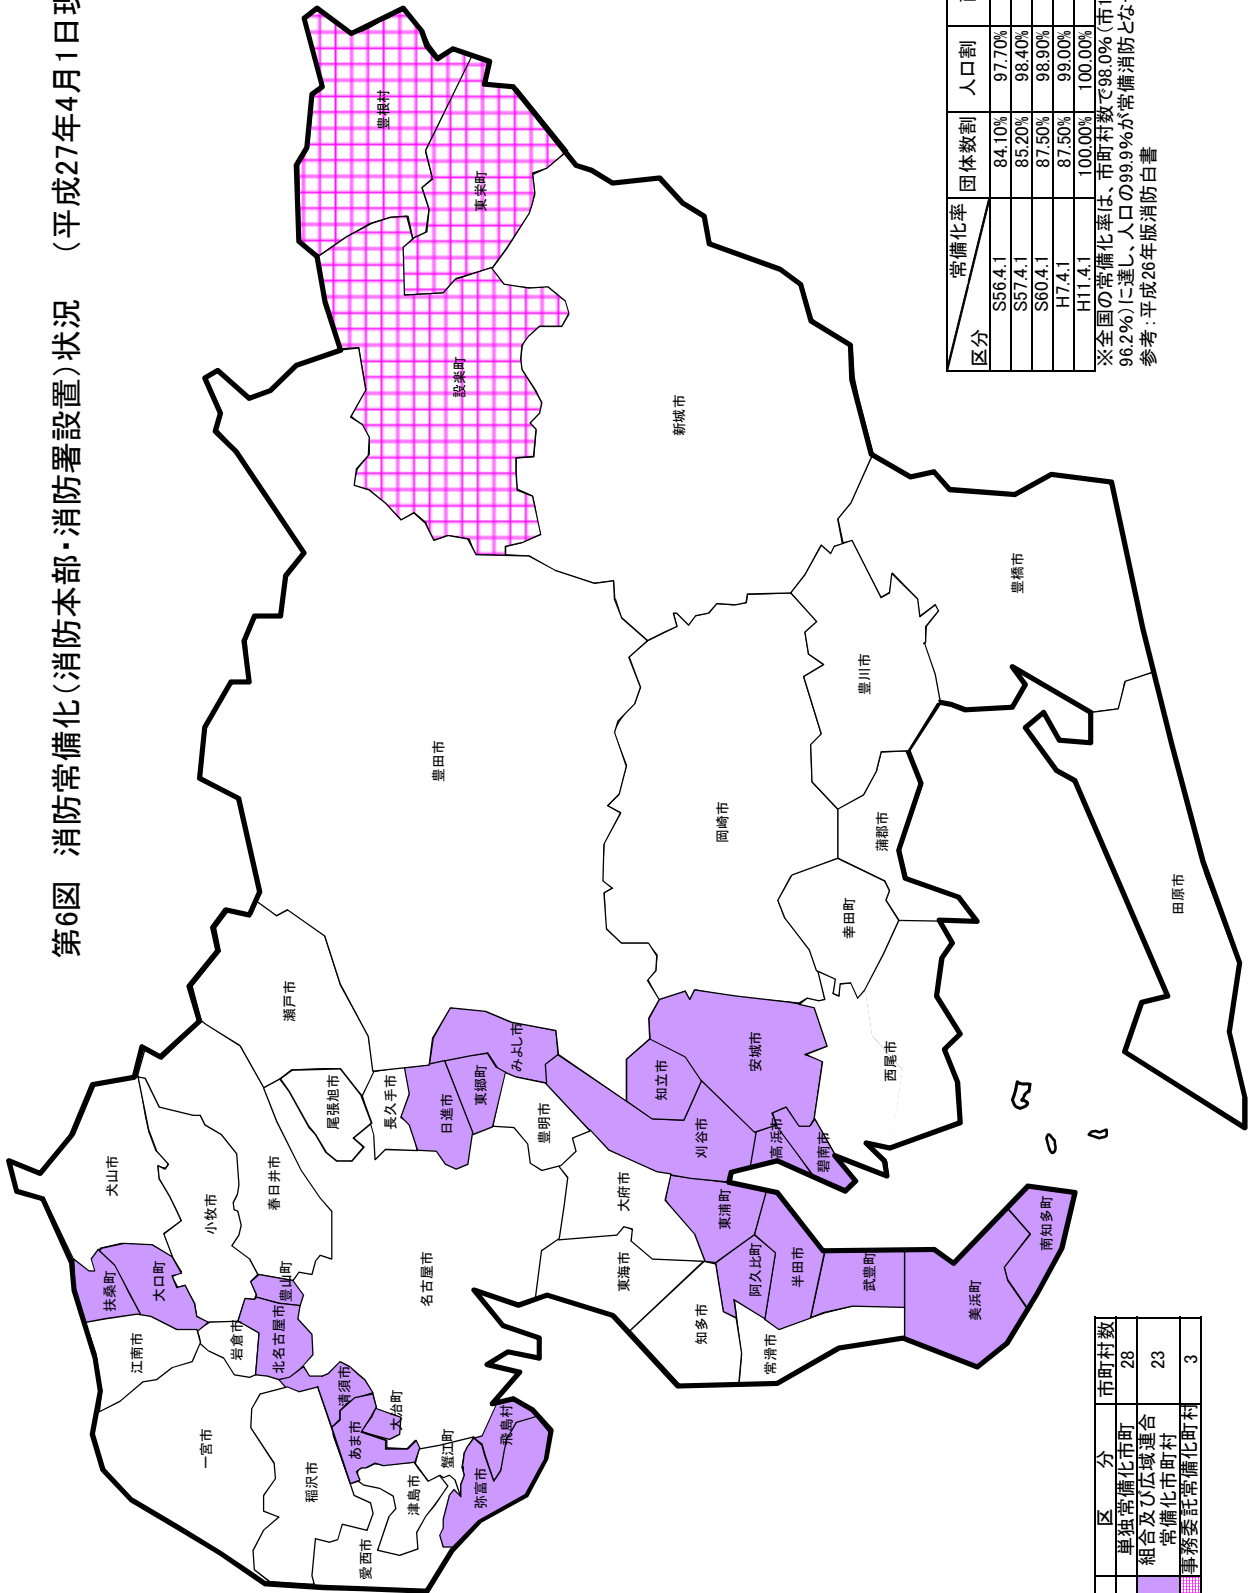 第6図 消防常備化(消防本部・消防署設置)状況 (平成27年4月1日現
豊根村
東栄町
設楽町
新城市
豊田市
岡崎市
豊川市
豊橋市
田原市
蒲郡市
幸田町
西尾市
瀬戸市
尾張旭市
長久手市
日進市
東郷町
みよし市
豊明市
知立市
安城市
刈谷市
高浜市
碧南市
犬山市
小牧市
春日井市
扶桑町
大口町
江南市
岩倉市
豊山町
北名古屋市
名古屋市
一宮市
稲沢市
清須市
あま市
大治町
愛西市
津島市
蟹江町
弥富市
飛島村
大府市
東海市
東浦町
知多市
阿久比町
半田市
常滑市
武豊町
美浜町
南知多町
区分 常備化率 団体数割 人口割
S56.4.1 84.10% 97.70%
S57.4.1 85.20% 98.40%
S60.4.1 87.50% 98.90%
H7.4.1 87.50% 99.00%
H11.4.1 100.00% 100.00%
※全国の常備化率は、市町村数で98.0%(市1
96.2%)に達し、人口の99.9%が常備消防とな
参考:平成26年版消防白書
区 分 市町村数
単独常備化市町 28
組合及び広域連合
常備化市町村 23
事務委託常備化町村 3